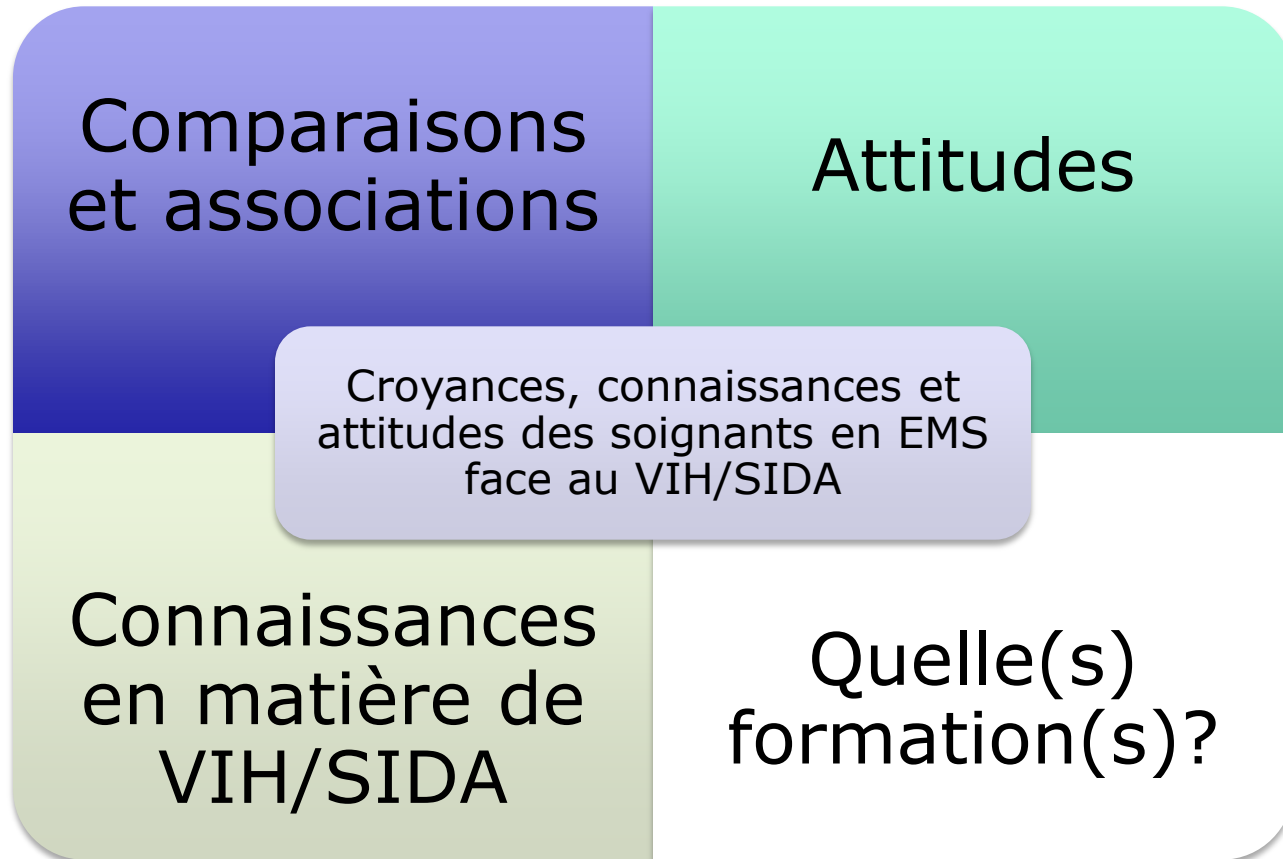 Comparaisons
et associations
Attitudes
Croyances, connaissances et
attitudes des soignants en EMS
face au VIH/SIDA
Connaissances
en matière de
VIH/SIDA
Quelle(s)
formation(s)?